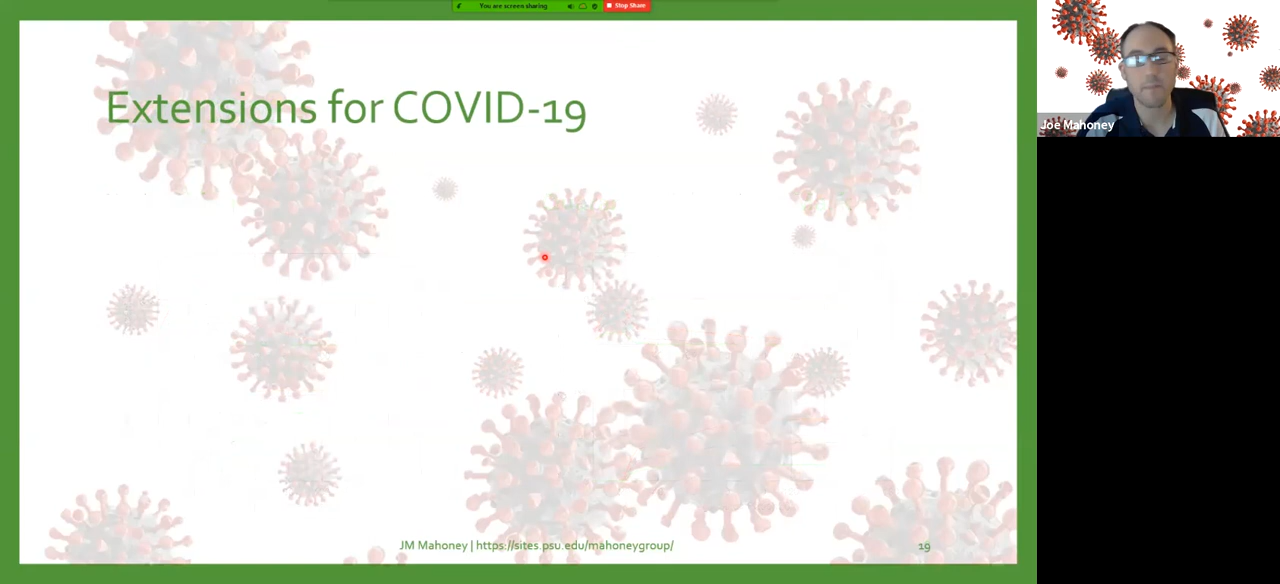 You are screen sharing
Stop Share
Extensions for COVID-19
Joe Mahoney
JM Mahoney | https://sites.psu.edu/mahoneygroup/
19